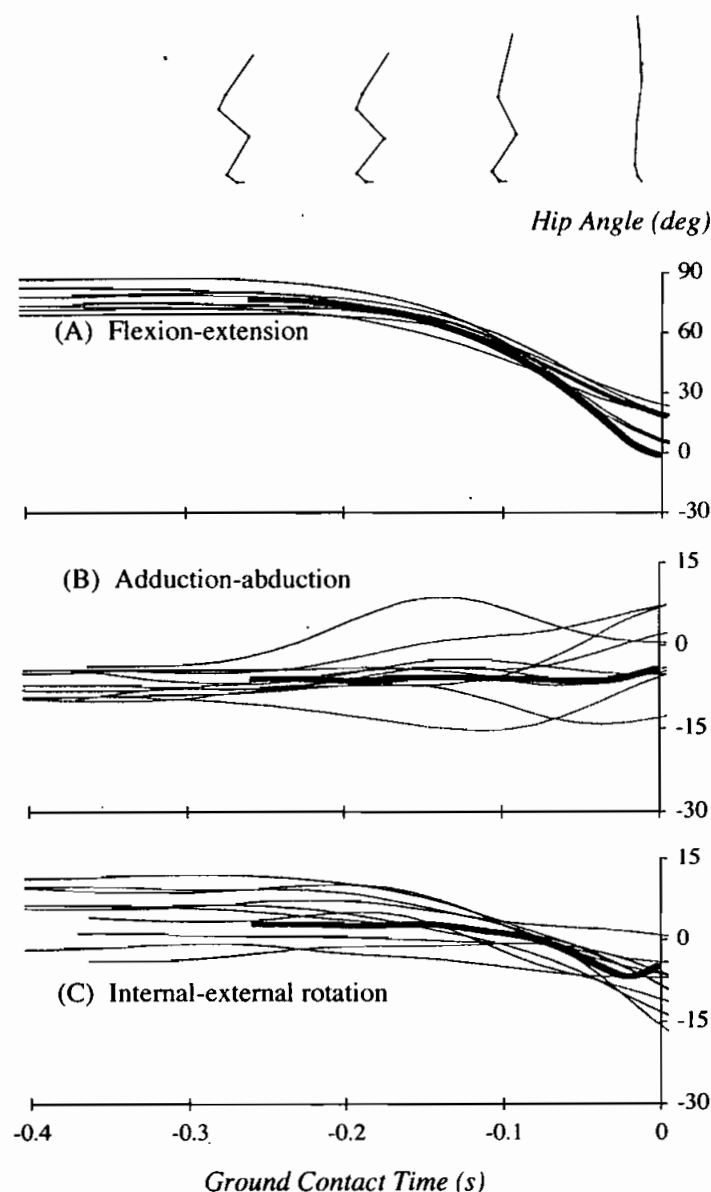 Hip Angle (deg)
90
(A) Flexion-extension
60
30
0
-30
15
(B) Adduction-abduction
0
-15
-30
15
0
(C) Internal-external rotation
-15
-30
-0.4 -0.3 -0.2 -0.1 0
Ground Contact Time (s)